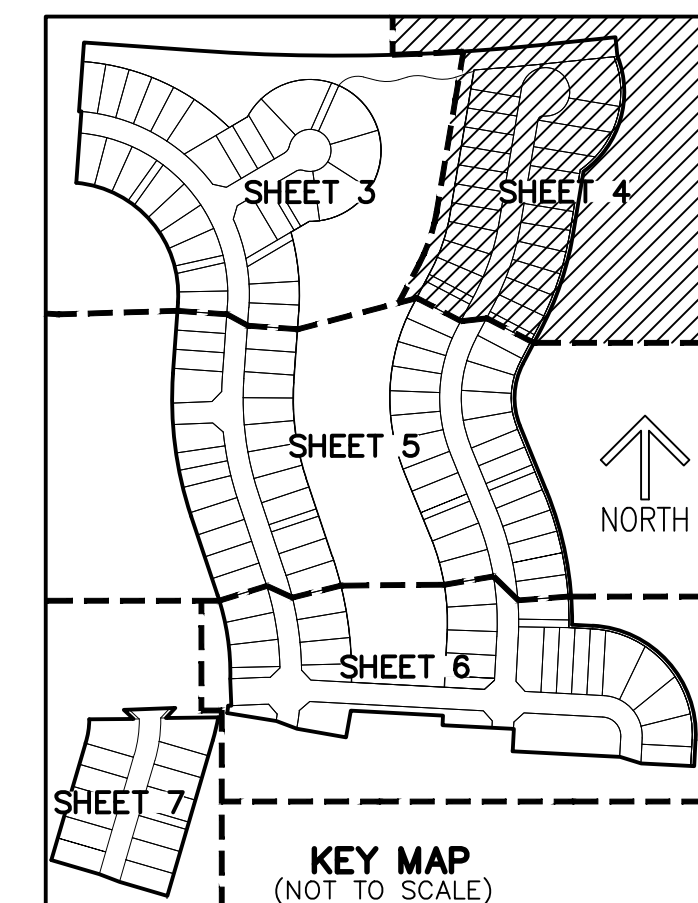 SHEET 3
SHEET 4
SHEET 5
NORTH
SHEET 6
SHEET 7
KEY MAP
(NOT TO SCALE)